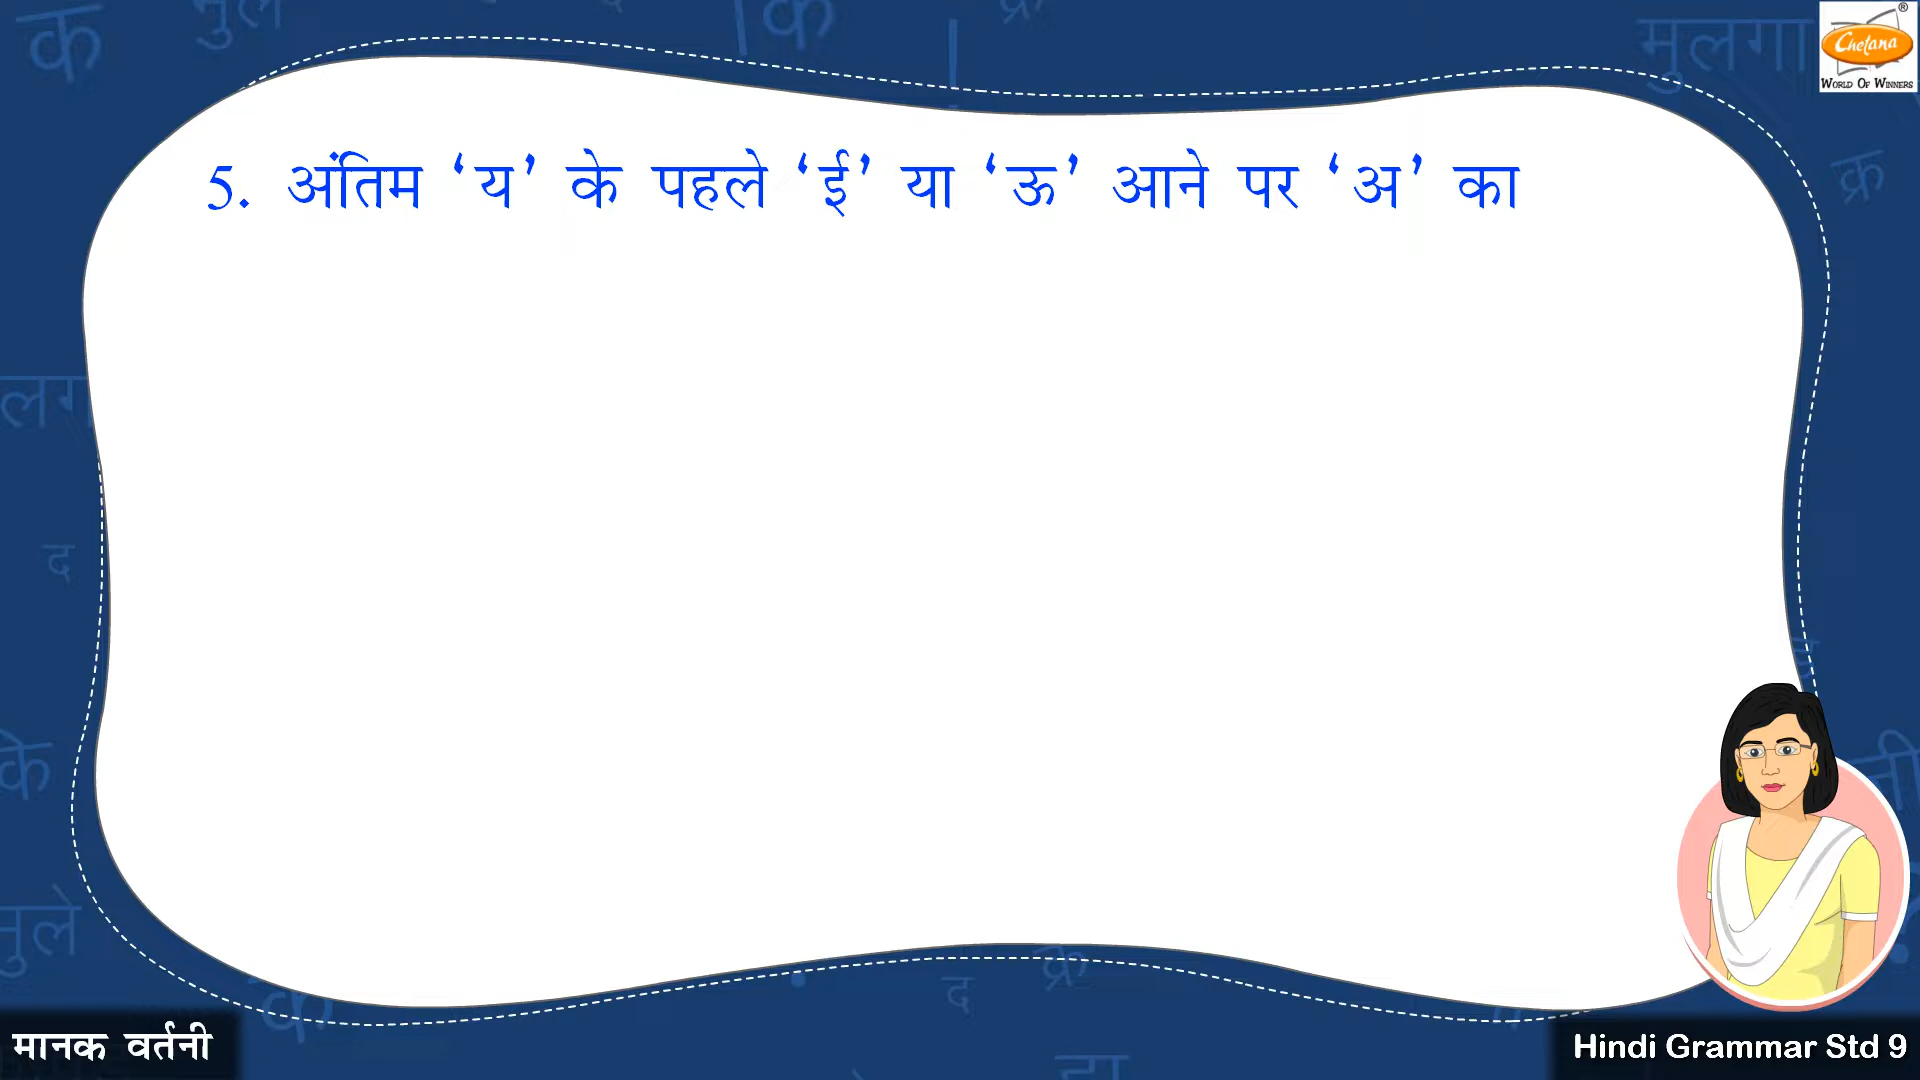 Chetana
®
WORLD OF WINNERS
5. अंतिम ‘य’ के पहले ‘ई’ या ‘ऊ’ आने पर ‘अ’ का
मानक वर्तनी
Hindi Grammar Std 9